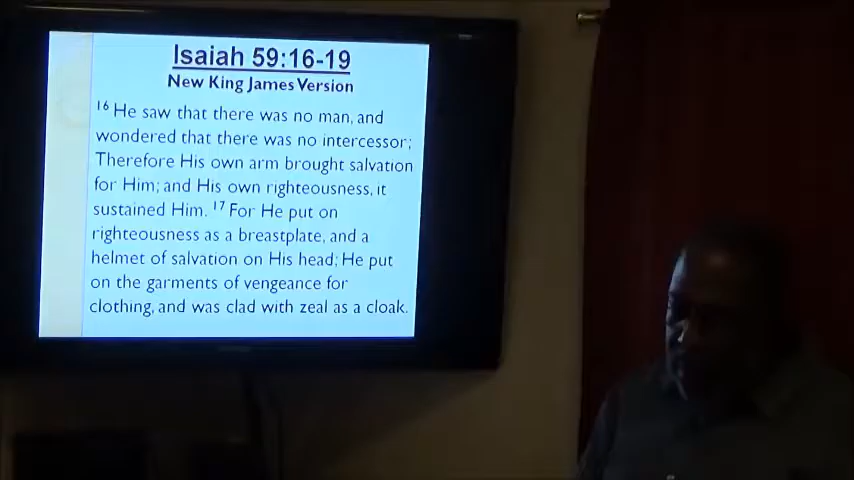 Isaiah 59:16-19
New King James Version
16 He saw that there was no man, and
wondered that there was no intercessor;
Therefore His own arm brought salvation
for Him; and His own righteousness, it
sustained Him. 17 For He put on
righteousness as a breastplate, and a
helmet of salvation on His head; He put
on the garments of vengeance for
clothing, and was clad with zeal as a cloak.